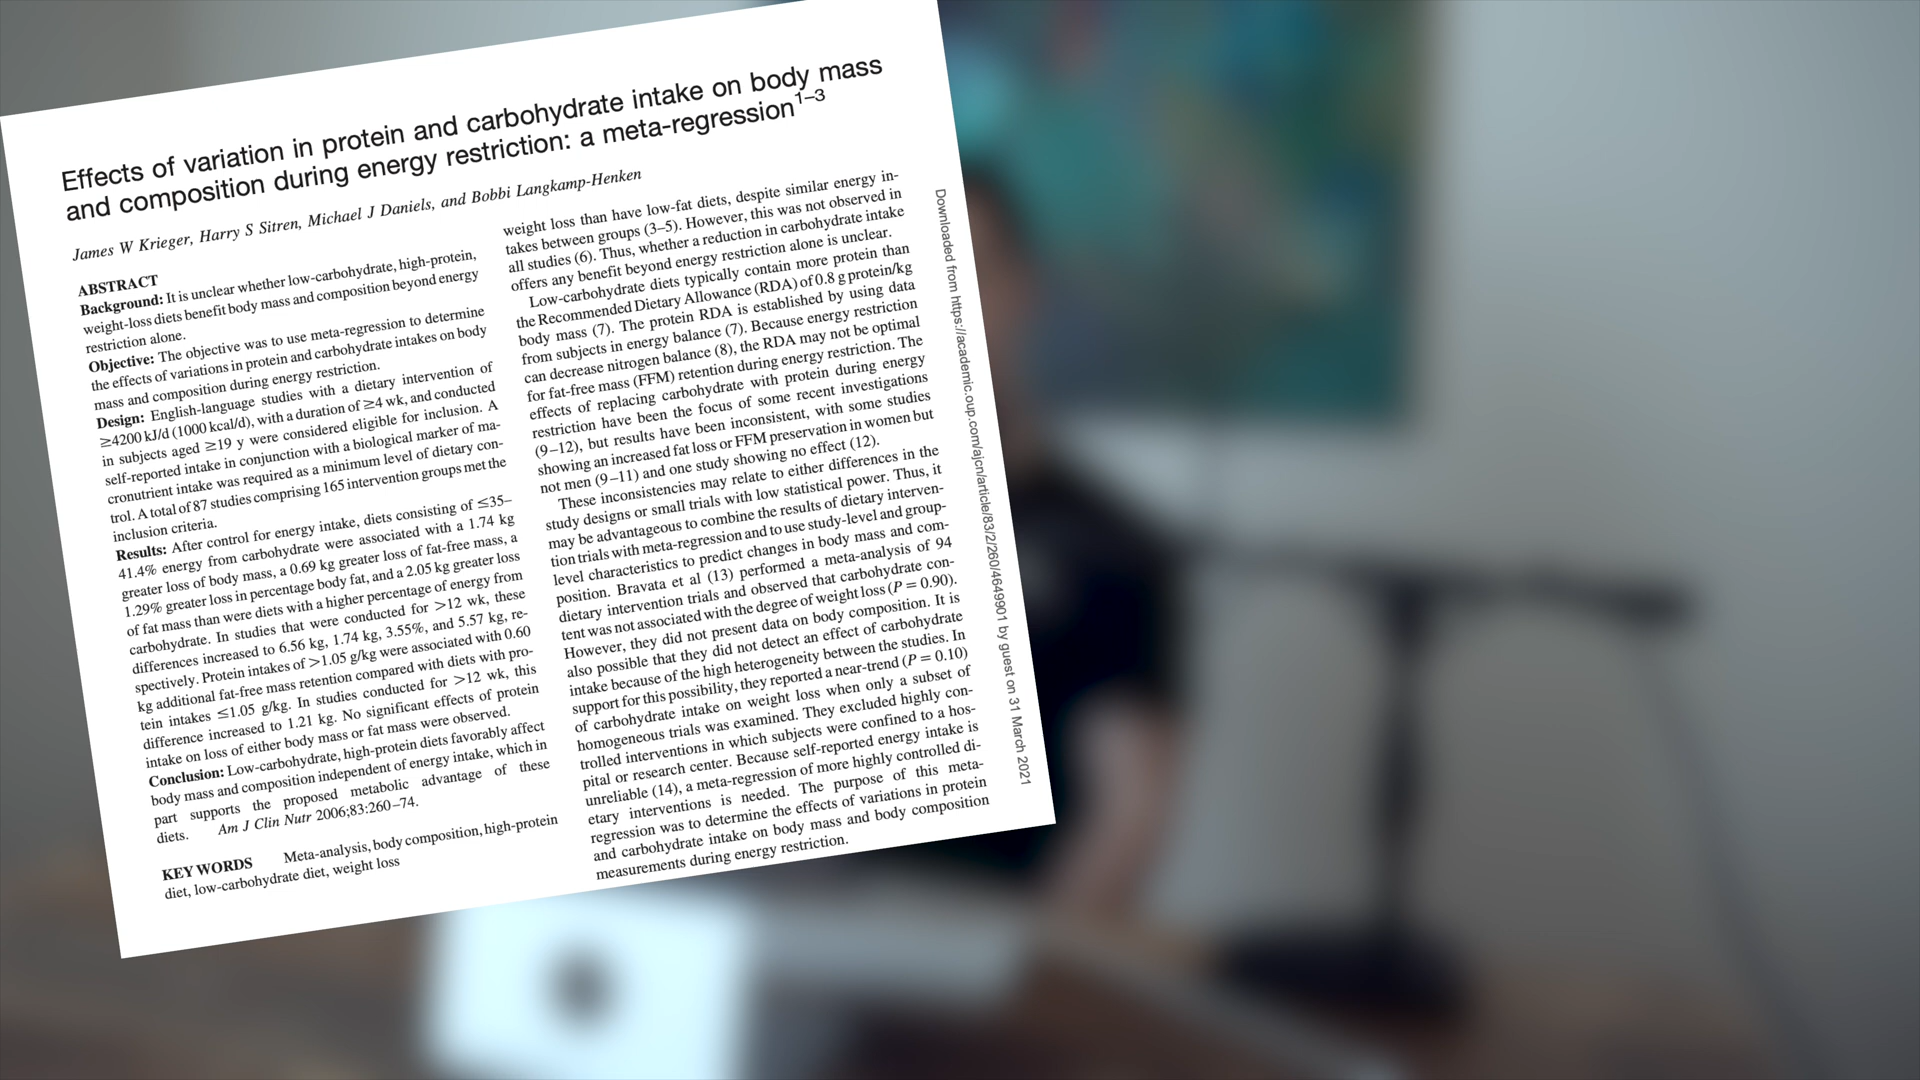 Effects of variation in protein and carbohydrate intake on body mass
and composition during energy restriction: a meta-regression1–3
James W Krieger, Harry S Sitren, Michael J Daniels, and Bobbi Langkamp-Henken
ABSTRACT
Background: It is unclear whether low-carbohydrate, high-protein,
weight-loss diets benefit body mass and composition beyond energy
restriction alone.
Objective: The objective was to use meta-regression to determine
the effects of variations in protein and carbohydrate intakes on body
mass and composition during energy restriction.
Design: English-language studies with a dietary intervention of
≥4200 kJ/d (1000 kcal/d), with a duration of ≥4 wk, and conducted
in subjects aged ≥19 y were considered eligible for inclusion. A
self-reported intake in conjunction with a biological marker of ma-
cronutrient intake was required as a minimum level of dietary con-
trol. A total of 87 studies comprising 165 intervention groups met the
inclusion criteria.
Results: After control for energy intake, diets consisting of ≤35–
41.4% energy from carbohydrate were associated with a 1.74 kg
greater loss of body mass, a 0.69 kg greater loss of fat-free mass, a
1.29% greater loss in percentage body fat, and a 2.05 kg greater loss
of fat mass than were diets with a higher percentage of energy from
carbohydrate. In studies that were conducted for >12 wk, these
differences increased to 6.56 kg, 1.74 kg, 3.55%, and 5.57 kg, re-
spectively. Protein intakes of >1.05 g/kg were associated with 0.60
kg additional fat-free mass retention compared with diets with pro-
tein intakes ≤1.05 g/kg. In studies conducted for >12 wk, this
difference increased to 1.21 kg. No significant effects of protein
intake on loss of either body mass or fat mass were observed.
Conclusion: Low-carbohydrate, high-protein diets favorably affect
body mass and composition independent of energy intake, which in
part supports the proposed metabolic advantage of these
diets. Am J Clin Nutr 2006;83:260–74.
KEY WORDS Meta-analysis, body composition, high-protein
diet, low-carbohydrate diet, weight loss
weight loss than have low-fat diets, despite similar energy in-
takes between groups (3–5). However, this was not observed in
all studies (6). Thus, whether a reduction in carbohydrate intake
offers any benefit beyond energy restriction alone is unclear.
Low-carbohydrate diets typically contain more protein than
the Recommended Dietary Allowance (RDA) of 0.8 g protein/kg
body mass (7). The protein RDA is established by using data
from subjects in energy balance (7). Because energy restriction
can decrease nitrogen balance (8), the RDA may not be optimal
for fat-free mass (FFM) retention during energy restriction. The
effects of replacing carbohydrate with protein during energy
restriction have been the focus of some recent investigations
(9–12), but results have been inconsistent, with some studies
showing an increased fat loss or FFM preservation in women but
not men (9–11) and one study showing no effect (12).
These inconsistencies may relate to either differences in the
study designs or small trials with low statistical power. Thus, it
may be advantageous to combine the results of dietary interven-
tion trials with meta-regression and to use study-level and group-
level characteristics to predict changes in body mass and com-
position. Bravata et al (13) performed a meta-analysis of 94
dietary intervention trials and observed that carbohydrate con-
tent was not associated with the degree of weight loss (P = 0.90).
However, they did not present data on body composition. It is
also possible that they did not detect an effect of carbohydrate
intake because of the high heterogeneity between the studies. In
support for this possibility, they reported a near-trend (P = 0.10)
of carbohydrate intake on weight loss when only a subset of
homogeneous trials was examined. They excluded highly con-
trolled interventions in which subjects were confined to a hos-
pital or research center. Because self-reported energy intake is
unreliable (14), a meta-regression of more highly controlled di-
etary interventions is needed. The purpose of this meta-
regression was to determine the effects of variations in protein
and carbohydrate intake on body mass and body composition
measurements during energy restriction.
Downloaded from https://academic.oup.com/ajcn/article/83/2/260/4649901 by guest on 31 March 2021